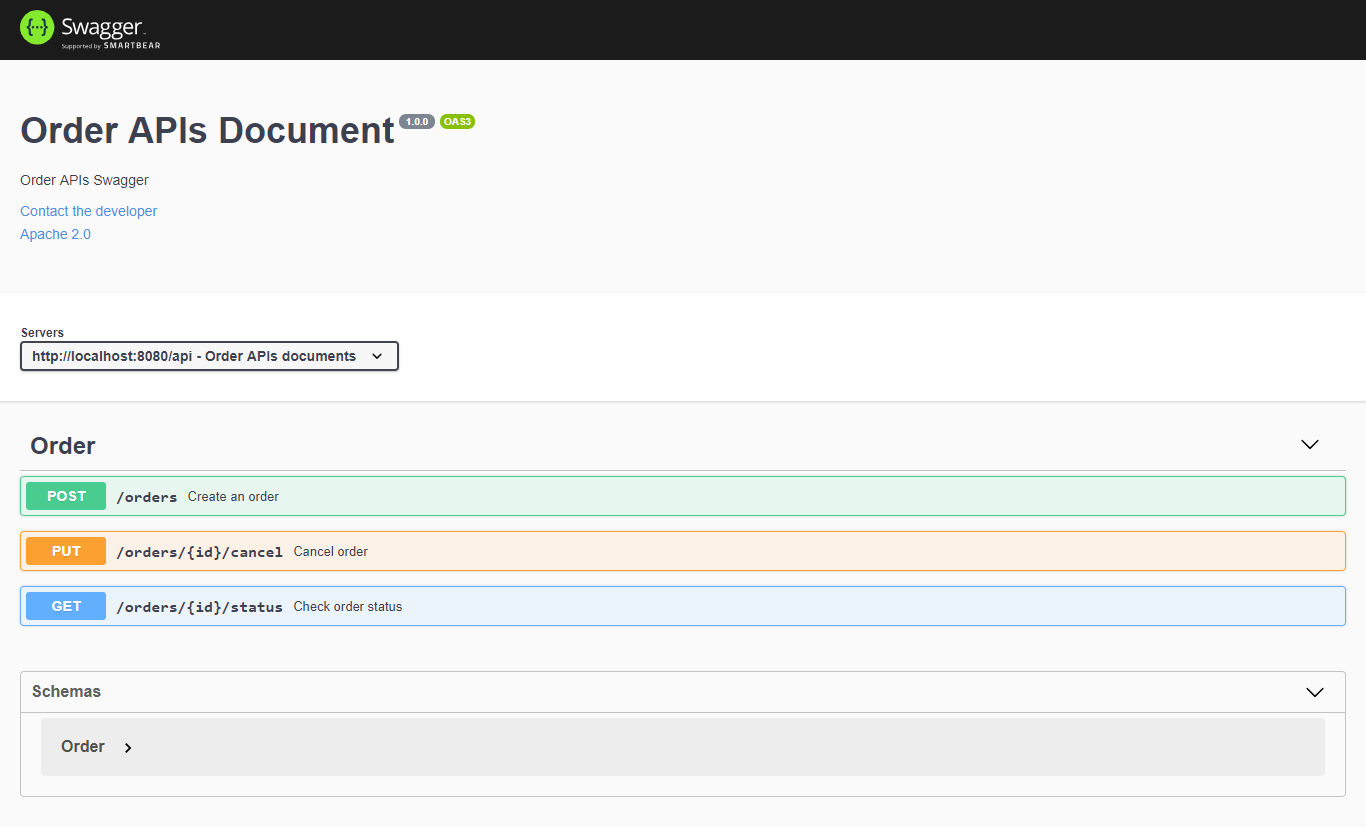 Swagger
Supported by SMARTBEAR
Order APIs Document 1.0.0 OAS3
Order APIs Swagger
Contact the developer
Apache 2.0
Servers
http://localhost:8080/api - Order APIs documents
Order
POST /orders Create an order
PUT /orders/{id}/cancel Cancel order
GET /orders/{id}/status Check order status
Schemas
Order